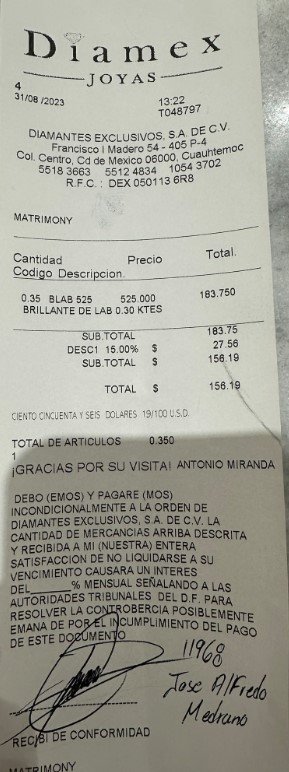 Diamex
JOYAS
4
31/08/2023 13:22
T048797
DIAMANTES EXCLUSIVOS, S.A. DE C.V.
Francisco I Madero 54 - 405 P-4
Col. Centro, Cd de Mexico 06000, Cuauhtemoc
5518 3663 5512 4834 1054 3702
R.F.C. : DEX 050113 6R8
MATRIMONY
Cantidad Precio Total.
Codigo Descripcion.
0.35 BLAB 525 525.000 183.750
BRILLANTE DE LAB 0.30 KTES
SUB.TOTAL 183.75
DESC1 15.00% $ 27.56
SUB.TOTAL $ 156.19
TOTAL $ 156.19
CIENTO CINCUENTA Y SEIS DOLARES 19/100 U.S.D.
TOTAL DE ARTICULOS 0.350
1
¡GRACIAS POR SU VISITA! ANTONIO MIRANDA
DEBO (EMOS) Y PAGARE (MOS)
INCONDICIONALMENTE A LA ORDEN DE
DIAMANTES EXCLUSIVOS, S.A. DE C.V. LA
CANTIDAD DE MERCANCIAS ARRIBA DESCRITA
Y RECIBIDA A MI (NUESTRA) ENTERA
SATISFACCION DE NO LIQUIDARSE A SU
VENCIMIENTO CAUSARA UN INTERES
DEL_____% MENSUAL SEÑALANDO A LAS
AUTORIDADES TRIBUNALES DEL D.F. PARA
RESOLVER LA CONTROBERCIA POSIBLEMENTE
EMANA DE POR EL INCUMPLIMIENTO DEL PAGO
DE ESTE DOCUMENTO
11968
Jose Alfredo
Medrano
RECIBI DE CONFORMIDAD
MATRIMONY